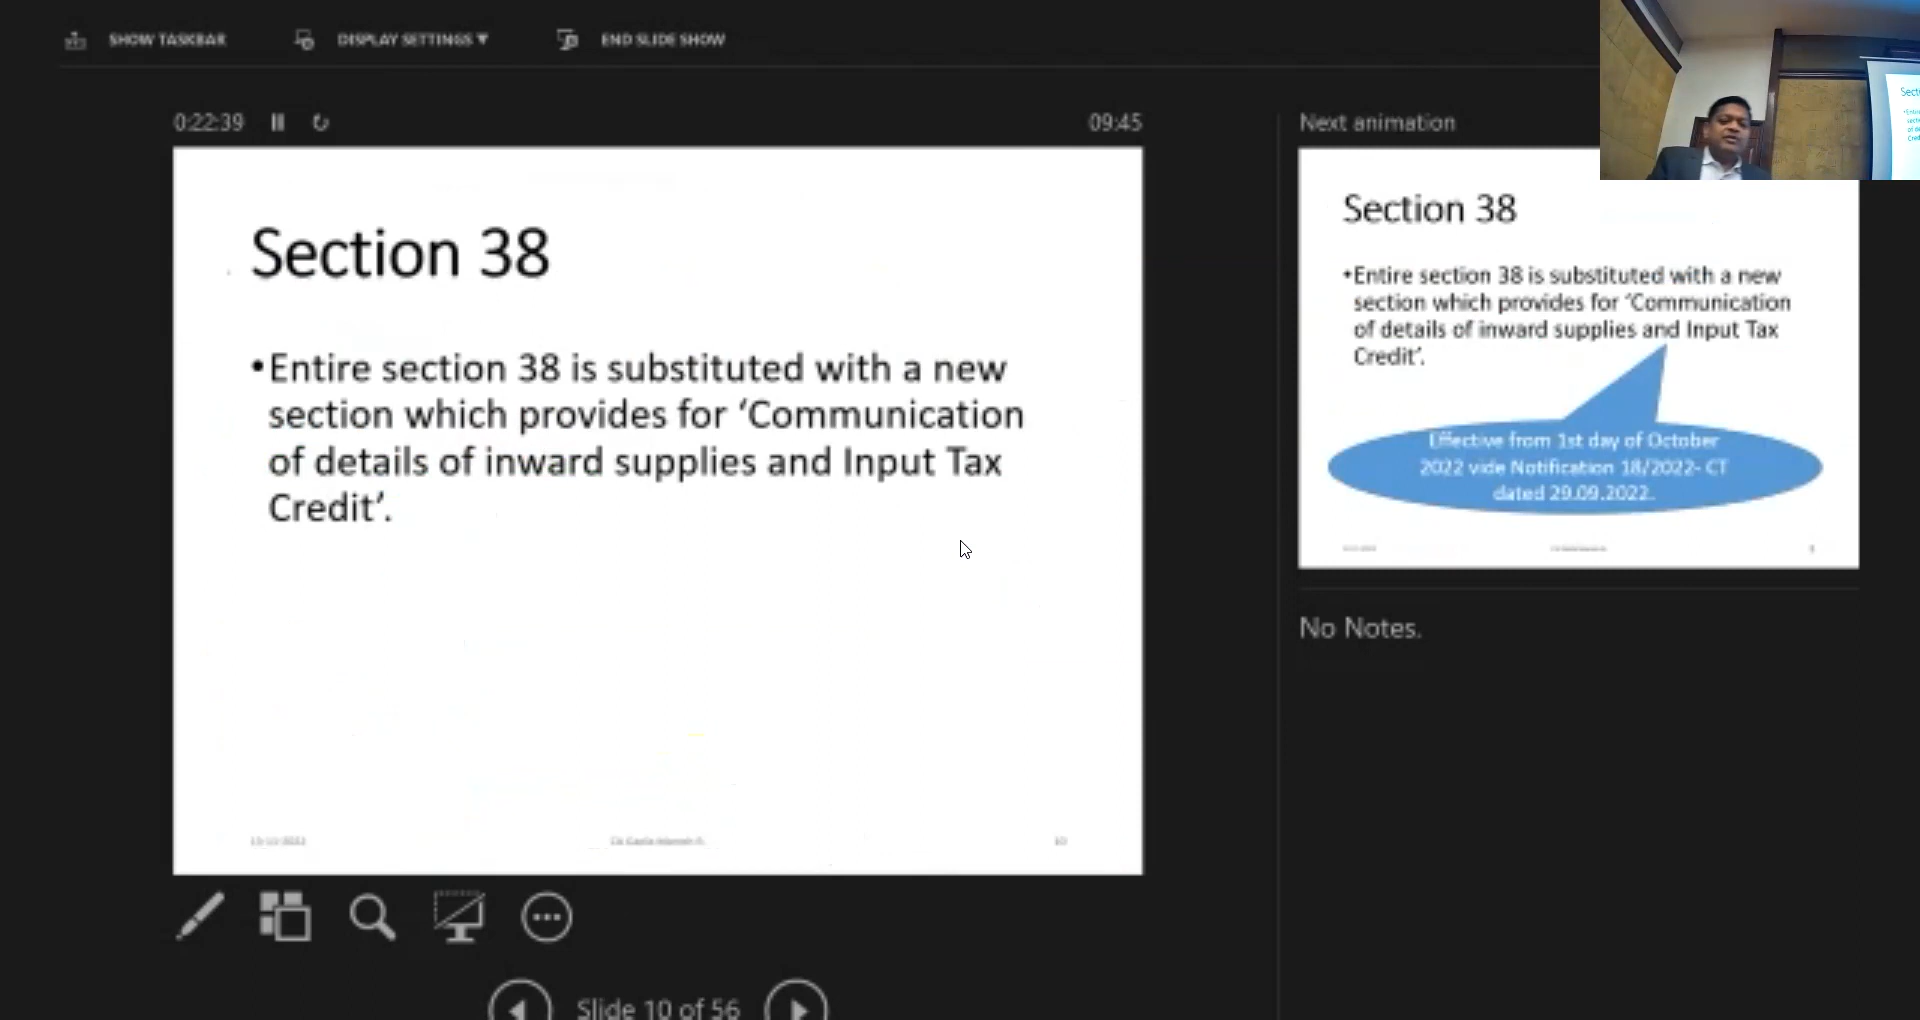 SHOW TASKBAR
DISPLAY SETTINGS ▼
END SLIDE SHOW
0:22:39
09:45
Section 38
•Entire section 38 is substituted with a new
section which provides for ‘Communication
of details of inward supplies and Input Tax
Credit’.
10
Slide 10 of 56
Next animation
Section 38
•Entire section 38 is substituted with a new
section which provides for ‘Communication
of details of inward supplies and Input Tax
Credit’.
Effective from 1st day of October
2022 vide Notification 18/2022- CT
dated 29.09.2022.
No Notes.